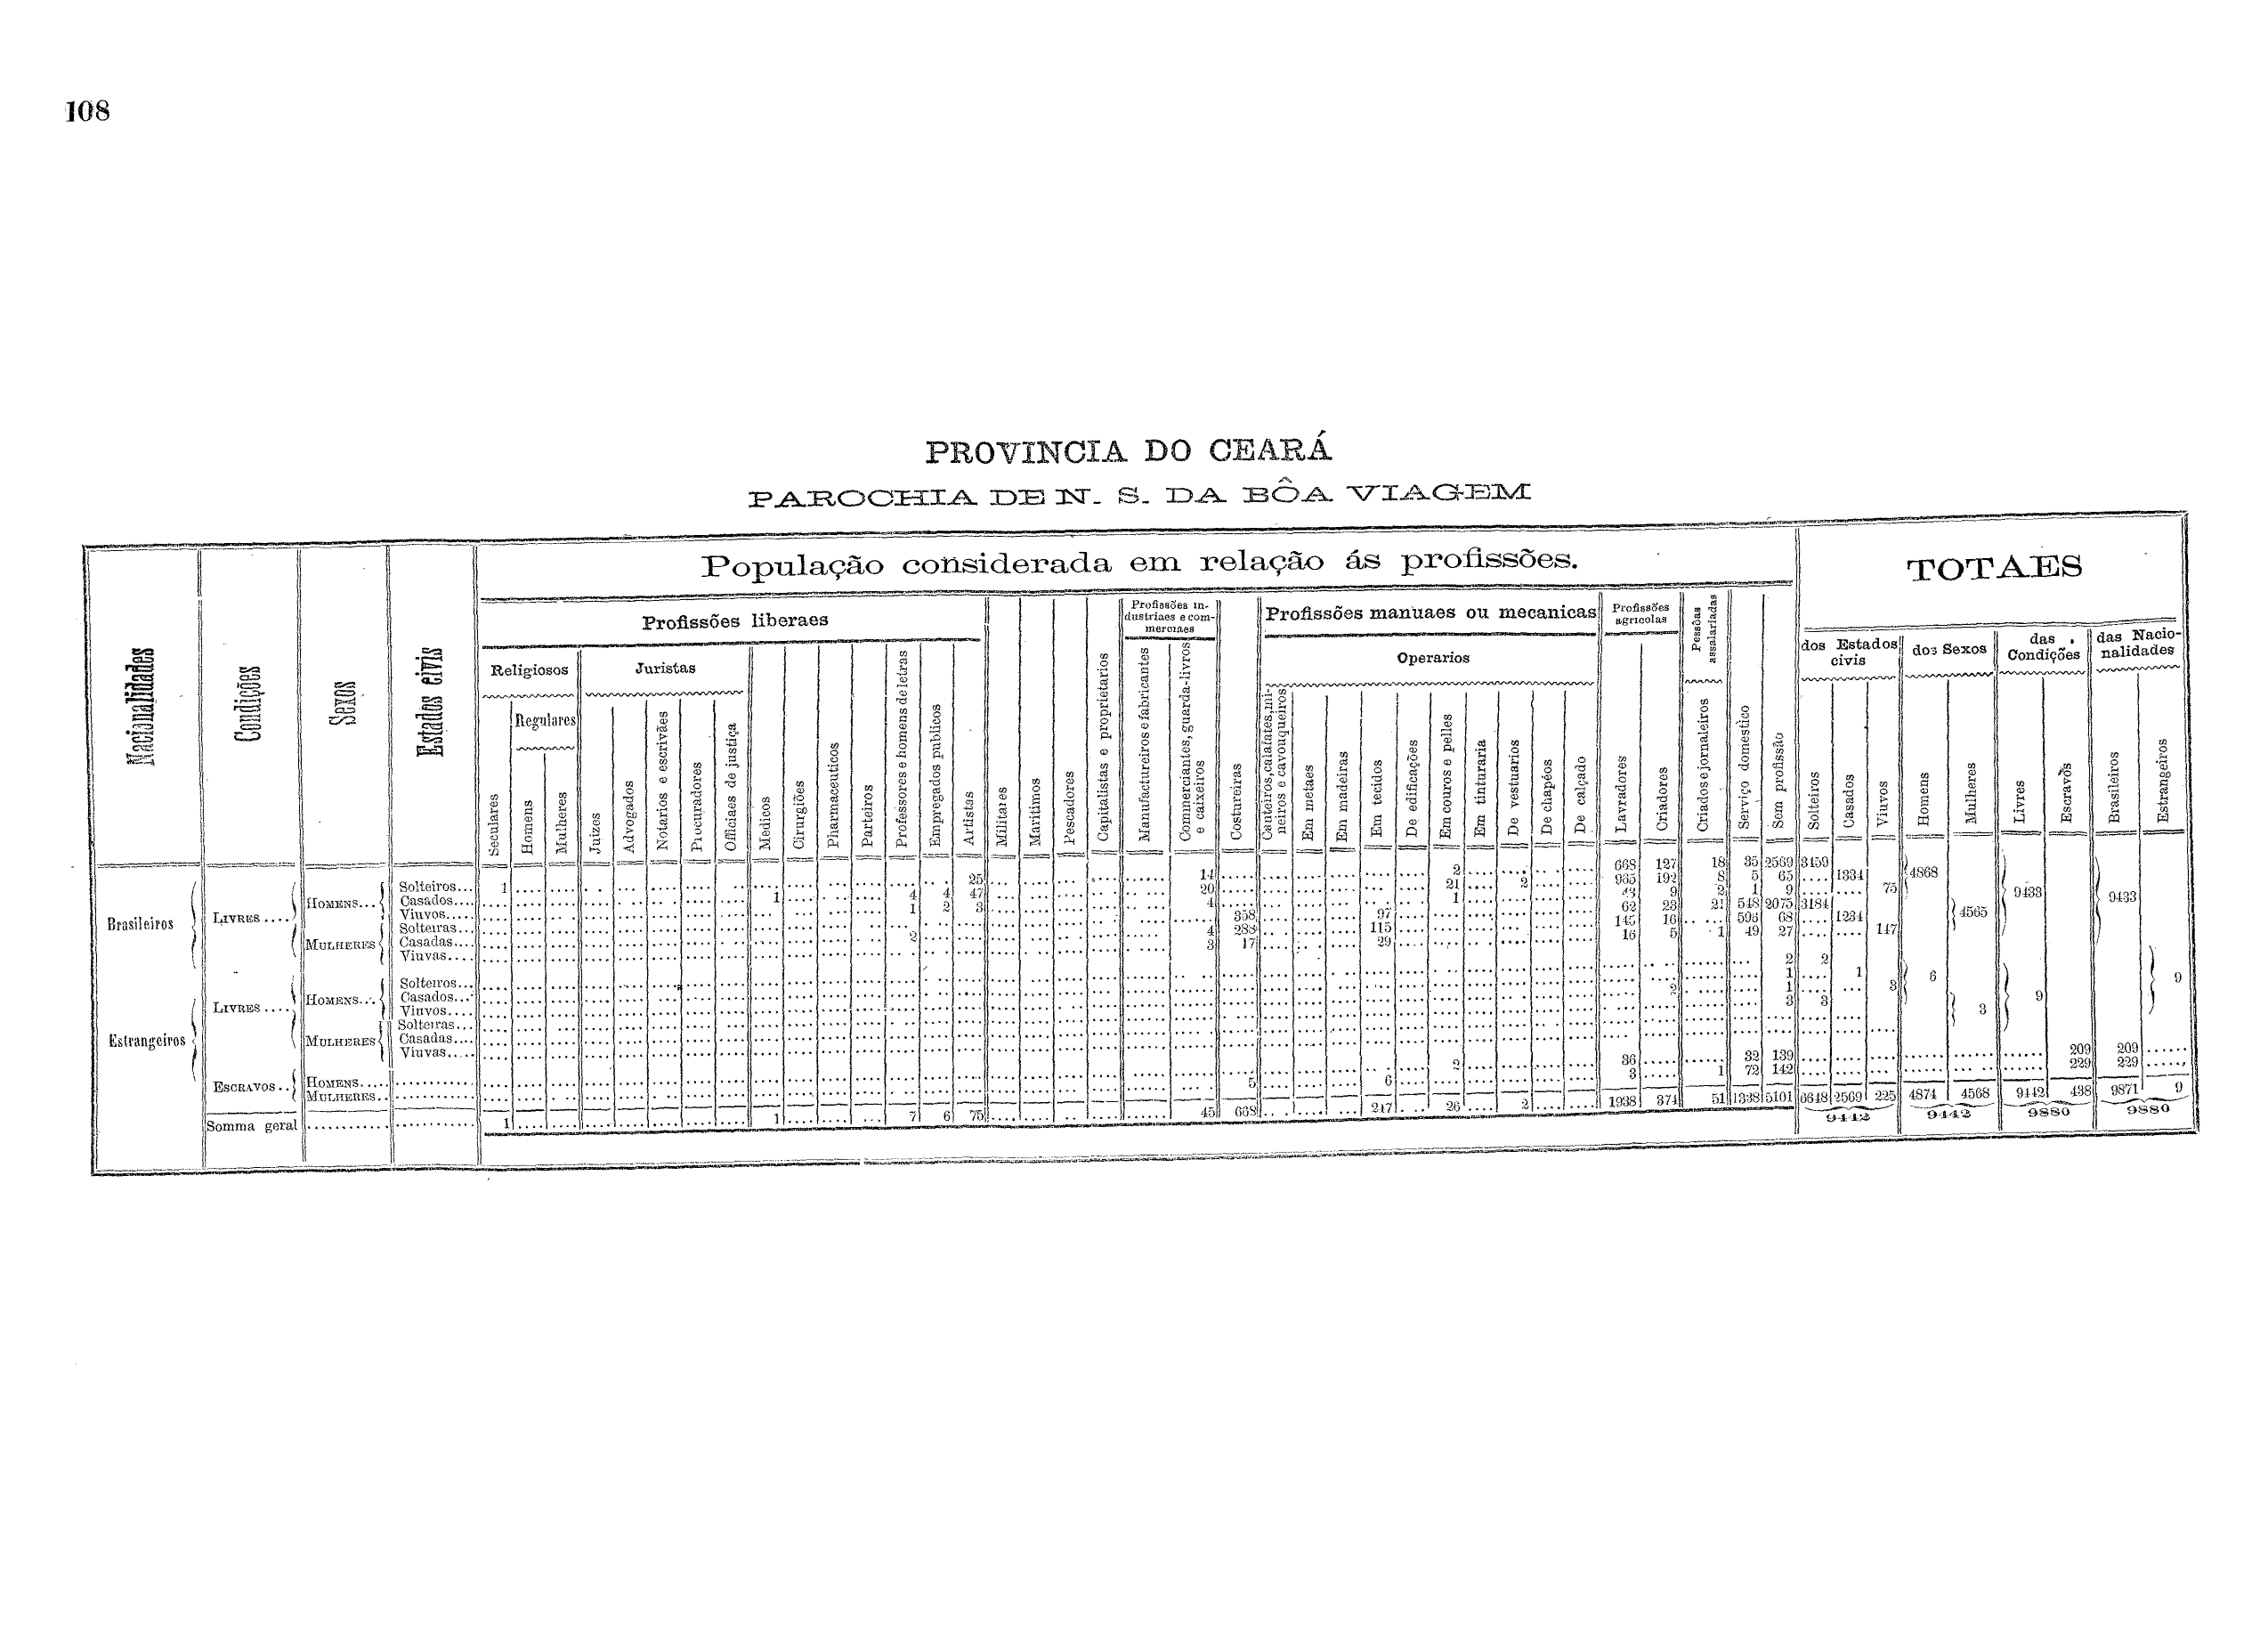 108
PROVINCIA DO CEARÁ
PAROCHIA DE N. S. DA BÔA VIAGEM
Nacionalidades
Condições
Sexos
Estados civis
População considerada em relação ás profissões.
TOTAES
Profissões liberaes
Profissões industriaes e commerciaes
Profissões manuaes ou mecanicas
Profissões agricolas
Pessôas assalariadas
dos Estados civis
dos Sexos
das Condições
das Nacionalidades
Religiosos
Juristas
Operarios
Regulares
Seculares
Homens
Mulheres
Juizes
Advogados
Notarios e escrivães
Procuradores
Officiaes de justiça
Medicos
Cirurgiões
Pharmaceuticos
Parteiros
Professores e homens de letras
Empregados publicos
Artistas
Militares
Maritimos
Pescadores
Capitalistas e proprietarios
Manufactureiros e fabricantes
Commerciantes, guarda-livros e caixeiros
Costureiras
Canteiros, calafates, mineiros e cavouqueiros
Em metaes
Em madeiras
Em tecidos
De edificações
Em couros e pelles
Em tinturaria
De vestuarios
De chapéos
De calçado
Lavradores
Criadores
Criados e jornaleiros
Serviço domestico
Sem profissão
Solteiros
Casados
Viuvos
Homens
Mulheres
Livres
Escravos
Brasileiros
Estrangeiros
Brasileiros LIVRES.... HOMENS... Solteiros... 1 25 14 2 668 127 18 35 2569 3459 4868 9433 9433
Casados.... 1 4 4 47 20 21 2 965 192 8 5 65 1334
Viuvos..... 1 2 3 4 1 9 2 1 9 75
MULHERES Solteiras... 358 97 62 23 21 548 2075 3184 4565
Casadas.... 2 4 288 115 145 16 596 68 1234
Viuvas.... 3 17 29 16 5 1 49 27 147
Estrangeiros LIVRES.... HOMENS... Solteiros... 2 2 6 9 9
Casados... 1 1
Viuvos.... 2 1 3
MULHERES Solteiras... 3 3 3
Casadas....
Viuvas.....
ESCRAVOS.. HOMENS..... 2 36 32 139 209 209
MULHERES.. 5 6 3 1 72 142 229 229
Somma geral 1 1 7 6 75 45 668 247 26 2 1938 374 51 1338 5101 6648 2569 225 4874 4568 9442 438 9871 9
9442 9442 9880 9880